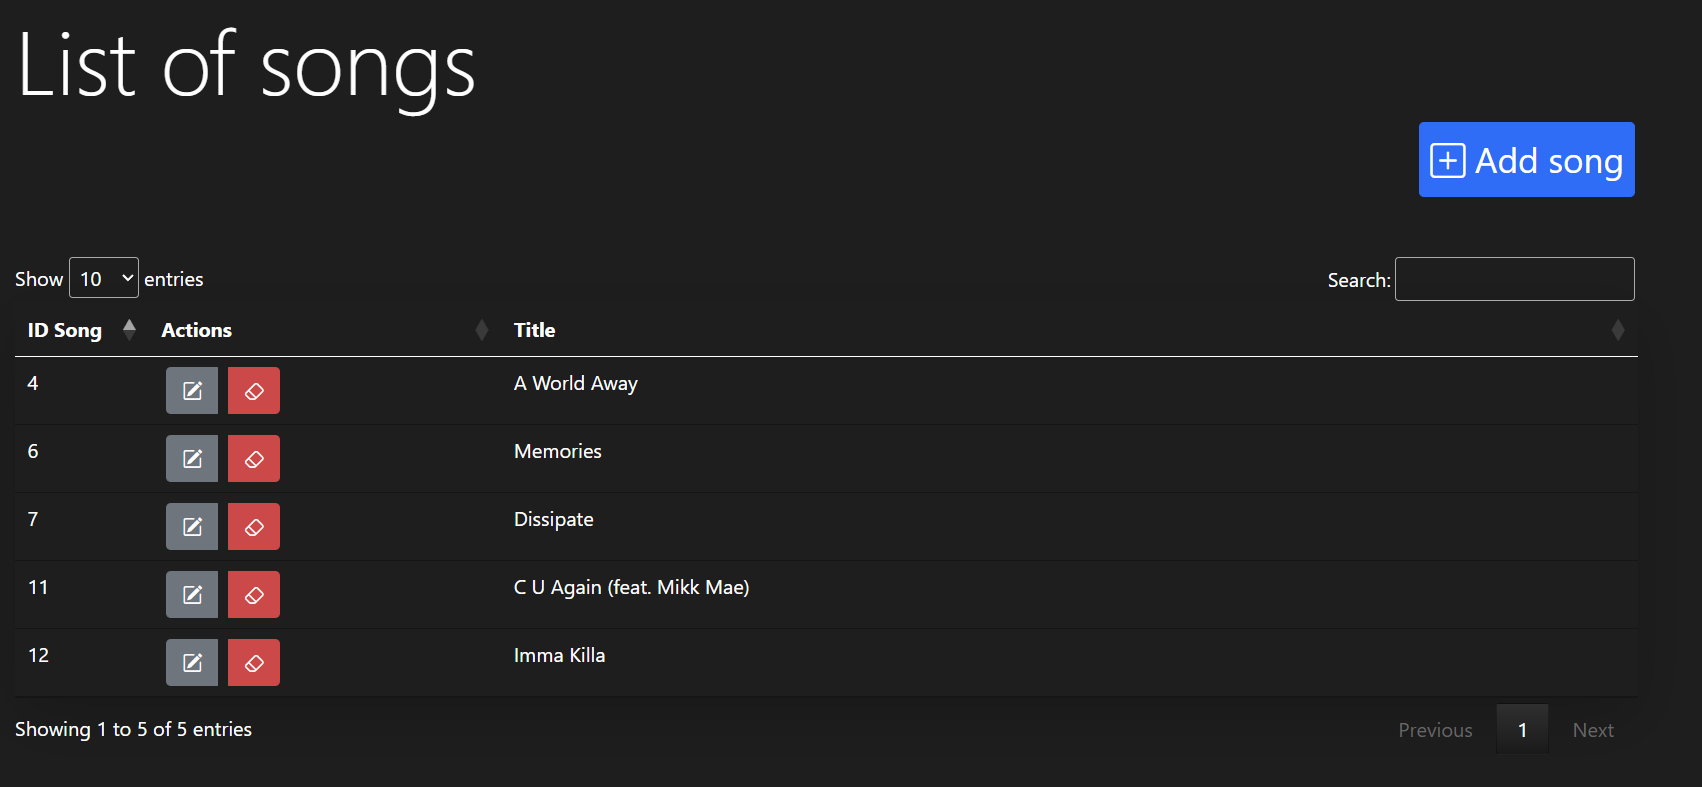 List of songs
Add song
Show 10 entries
Search:
ID Song Actions Title
4 A World Away
6 Memories
7 Dissipate
11 C U Again (feat. Mikk Mae)
12 Imma Killa
Showing 1 to 5 of 5 entries
Previous 1 Next